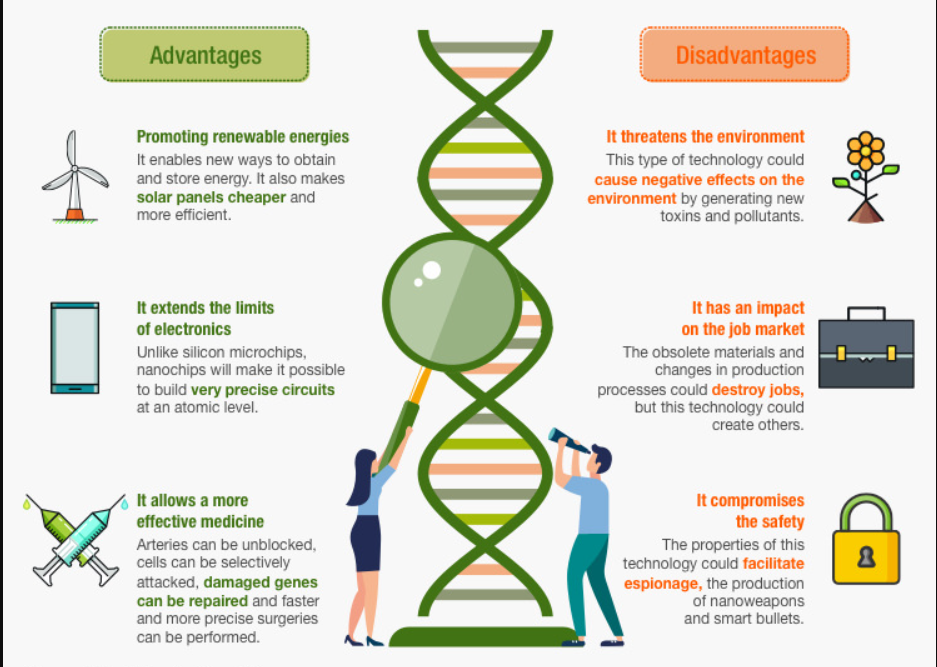 Advantages
Disadvantages
Promoting renewable energies
It enables new ways to obtain
and store energy. It also makes
solar panels cheaper and
more efficient.
It threatens the environment
This type of technology could
cause negative effects on the
environment by generating new
toxins and pollutants.
It extends the limits
of electronics
Unlike silicon microchips,
nanochips will make it possible
to build very precise circuits
at an atomic level.
It has an impact
on the job market
The obsolete materials and
changes in production
processes could destroy jobs,
but this technology could
create others.
It allows a more
effective medicine
Arteries can be unblocked,
cells can be selectively
attacked, damaged genes
can be repaired and faster
and more precise surgeries
can be performed.
It compromises
the safety
The properties of this
technology could facilitate
espionage, the production
of nanoweapons
and smart bullets.